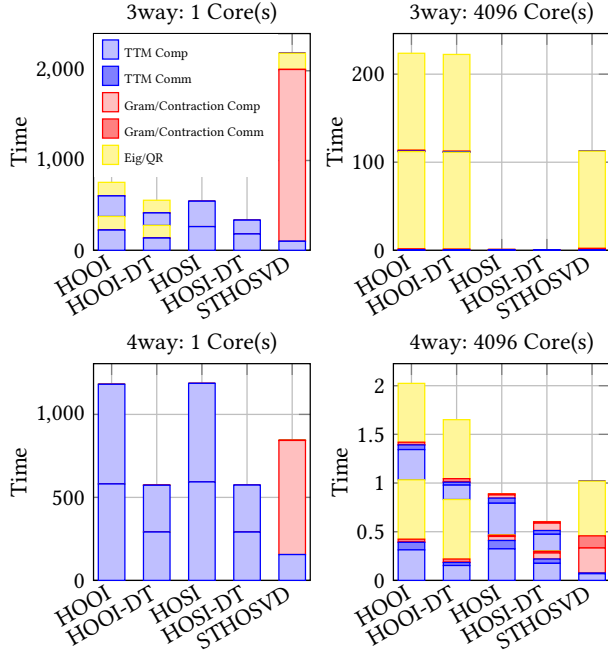 3way: 1 Core(s)
Time
2,000
1,000
0
TTM Comp
TTM Comm
Gram/Contraction Comp
Gram/Contraction Comm
Eig/QR
HOOI
HOOI-DT
HOSI
HOSI-DT
STHOSVD
3way: 4096 Core(s)
Time
200
100
0
HOOI
HOOI-DT
HOSI
HOSI-DT
STHOSVD
4way: 1 Core(s)
Time
1,000
500
0
HOOI
HOOI-DT
HOSI
HOSI-DT
STHOSVD
4way: 4096 Core(s)
Time
2
1.5
1
0.5
0
HOOI
HOOI-DT
HOSI
HOSI-DT
STHOSVD